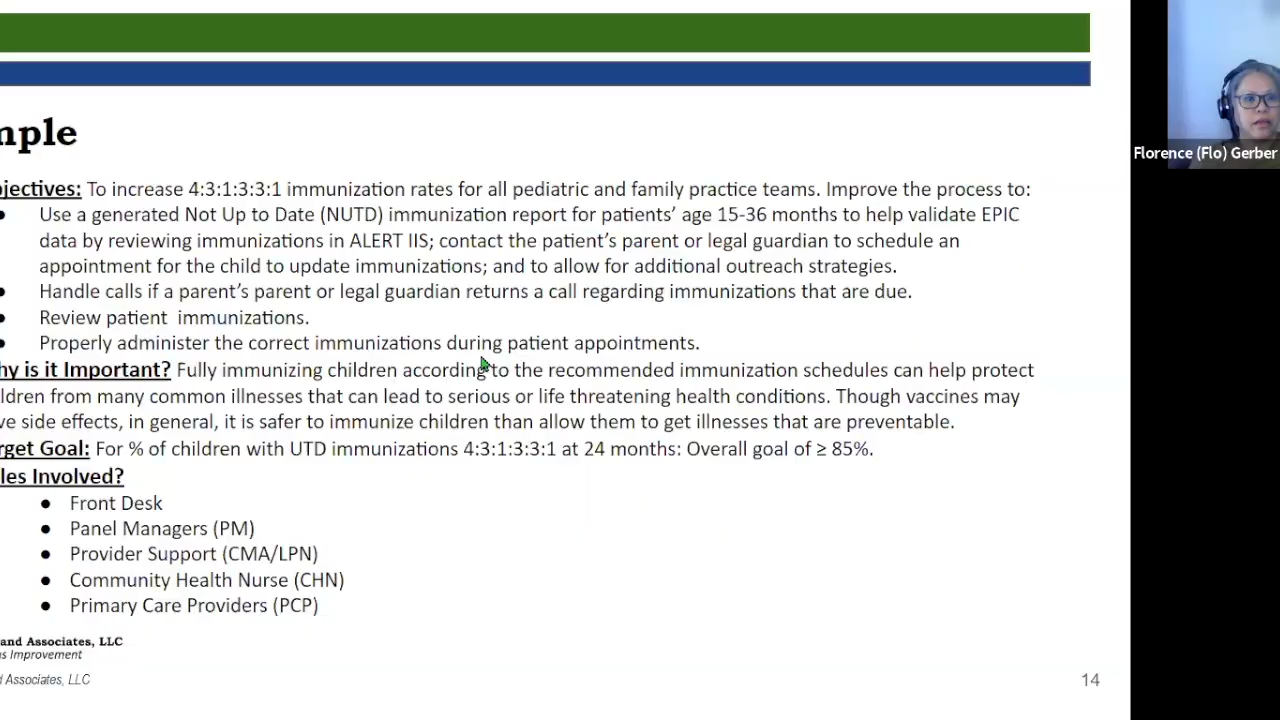 mple
jectives: To increase 4:3:1:3:3:1 immunization rates for all pediatric and family practice teams. Improve the process to:
● Use a generated Not Up to Date (NUTD) immunization report for patients’ age 15-36 months to help validate EPIC
data by reviewing immunizations in ALERT IIS; contact the patient’s parent or legal guardian to schedule an
appointment for the child to update immunizations; and to allow for additional outreach strategies.
● Handle calls if a parent’s parent or legal guardian returns a call regarding immunizations that are due.
● Review patient  immunizations.
● Properly administer the correct immunizations during patient appointments.
hy is it Important? Fully immunizing children according to the recommended immunization schedules can help protect
ldren from many common illnesses that can lead to serious or life threatening health conditions. Though vaccines may
ve side effects, in general, it is safer to immunize children than allow them to get illnesses that are preventable.
rget Goal: For % of children with UTD immunizations 4:3:1:3:3:1 at 24 months: Overall goal of ≥ 85%.
les Involved?
● Front Desk
● Panel Managers (PM)
● Provider Support (CMA/LPN)
● Community Health Nurse (CHN)
● Primary Care Providers (PCP)
and Associates, LLC
ns Improvement
d Associates, LLC
14
Florence (Flo) Gerber